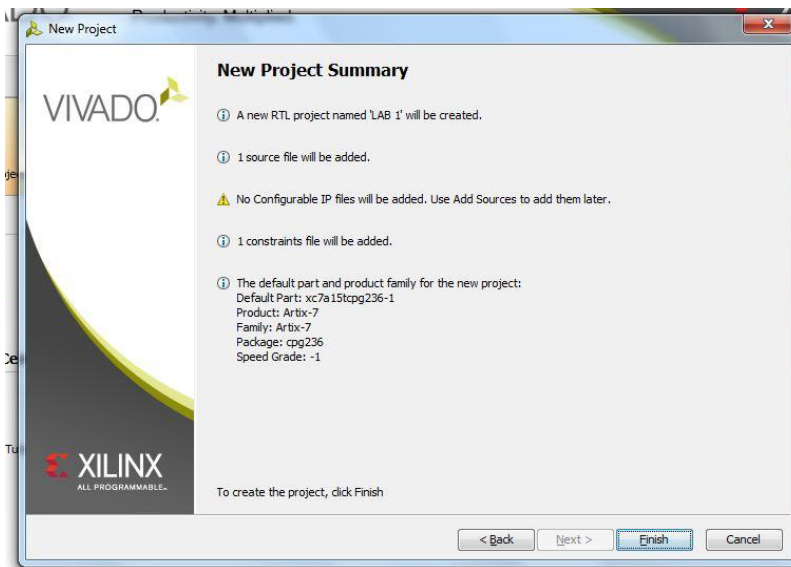 New Project
VIVADO.
New Project Summary
A new RTL project named 'LAB 1' will be created.
1 source file will be added.
No Configurable IP files will be added. Use Add Sources to add them later.
1 constraints file will be added.
The default part and product family for the new project:
Default Part: xc7a15tcpg236-1
Product: Artix-7
Family: Artix-7
Package: cpg236
Speed Grade: -1
XILINX
ALL PROGRAMMABLE™
To create the project, click Finish
< Back
Next >
Finish
Cancel